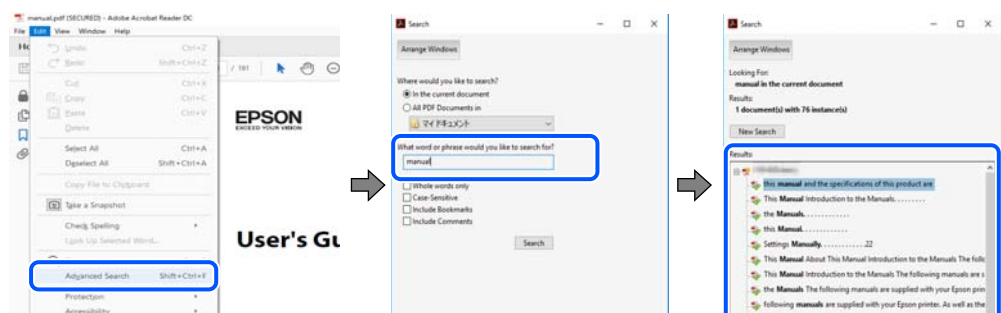 manual.pdf (SECURED) - Adobe Acrobat Reader DC
File Edit View Window Help
Undo Ctrl+Z
Redo Shift+Ctrl+Z
/ 181
Cut Ctrl+X
Copy Ctrl+C
Paste Ctrl+V
Delete
Select All Ctrl+A
Deselect All Shift+Ctrl+A
Copy File to Clipboard
Take a Snapshot
Check Spelling
Look Up Selected Word...
Advanced Search Shift+Ctrl+F
Protection
Accessibility
EPSON
EXCEED YOUR VISION
User's Gu
Search
Arrange Windows
Where would you like to search?
In the current document
All PDF Documents in
マイ ドキュメント
What word or phrase would you like to search for?
manual
Whole words only
Case-Sensitive
Include Bookmarks
Include Comments
Search
Search
Arrange Windows
Looking For:
manual in the current document
Results:
1 document(s) with 76 instance(s)
New Search
Results:
this manual and the specifications of this product are
This Manual Introduction to the Manuals. . . . . . . . .
the Manuals. . . . . . . . . . . .
this Manual. . . . . . . . . . . .
Settings Manually. . . . . . . . . . . . 22
This Manual About This Manual Introduction to the Manuals The follo
This Manual Introduction to the Manuals The following manuals are s
the Manuals The following manuals are supplied with your Epson prin
following manuals are supplied with your Epson printer. As well as the